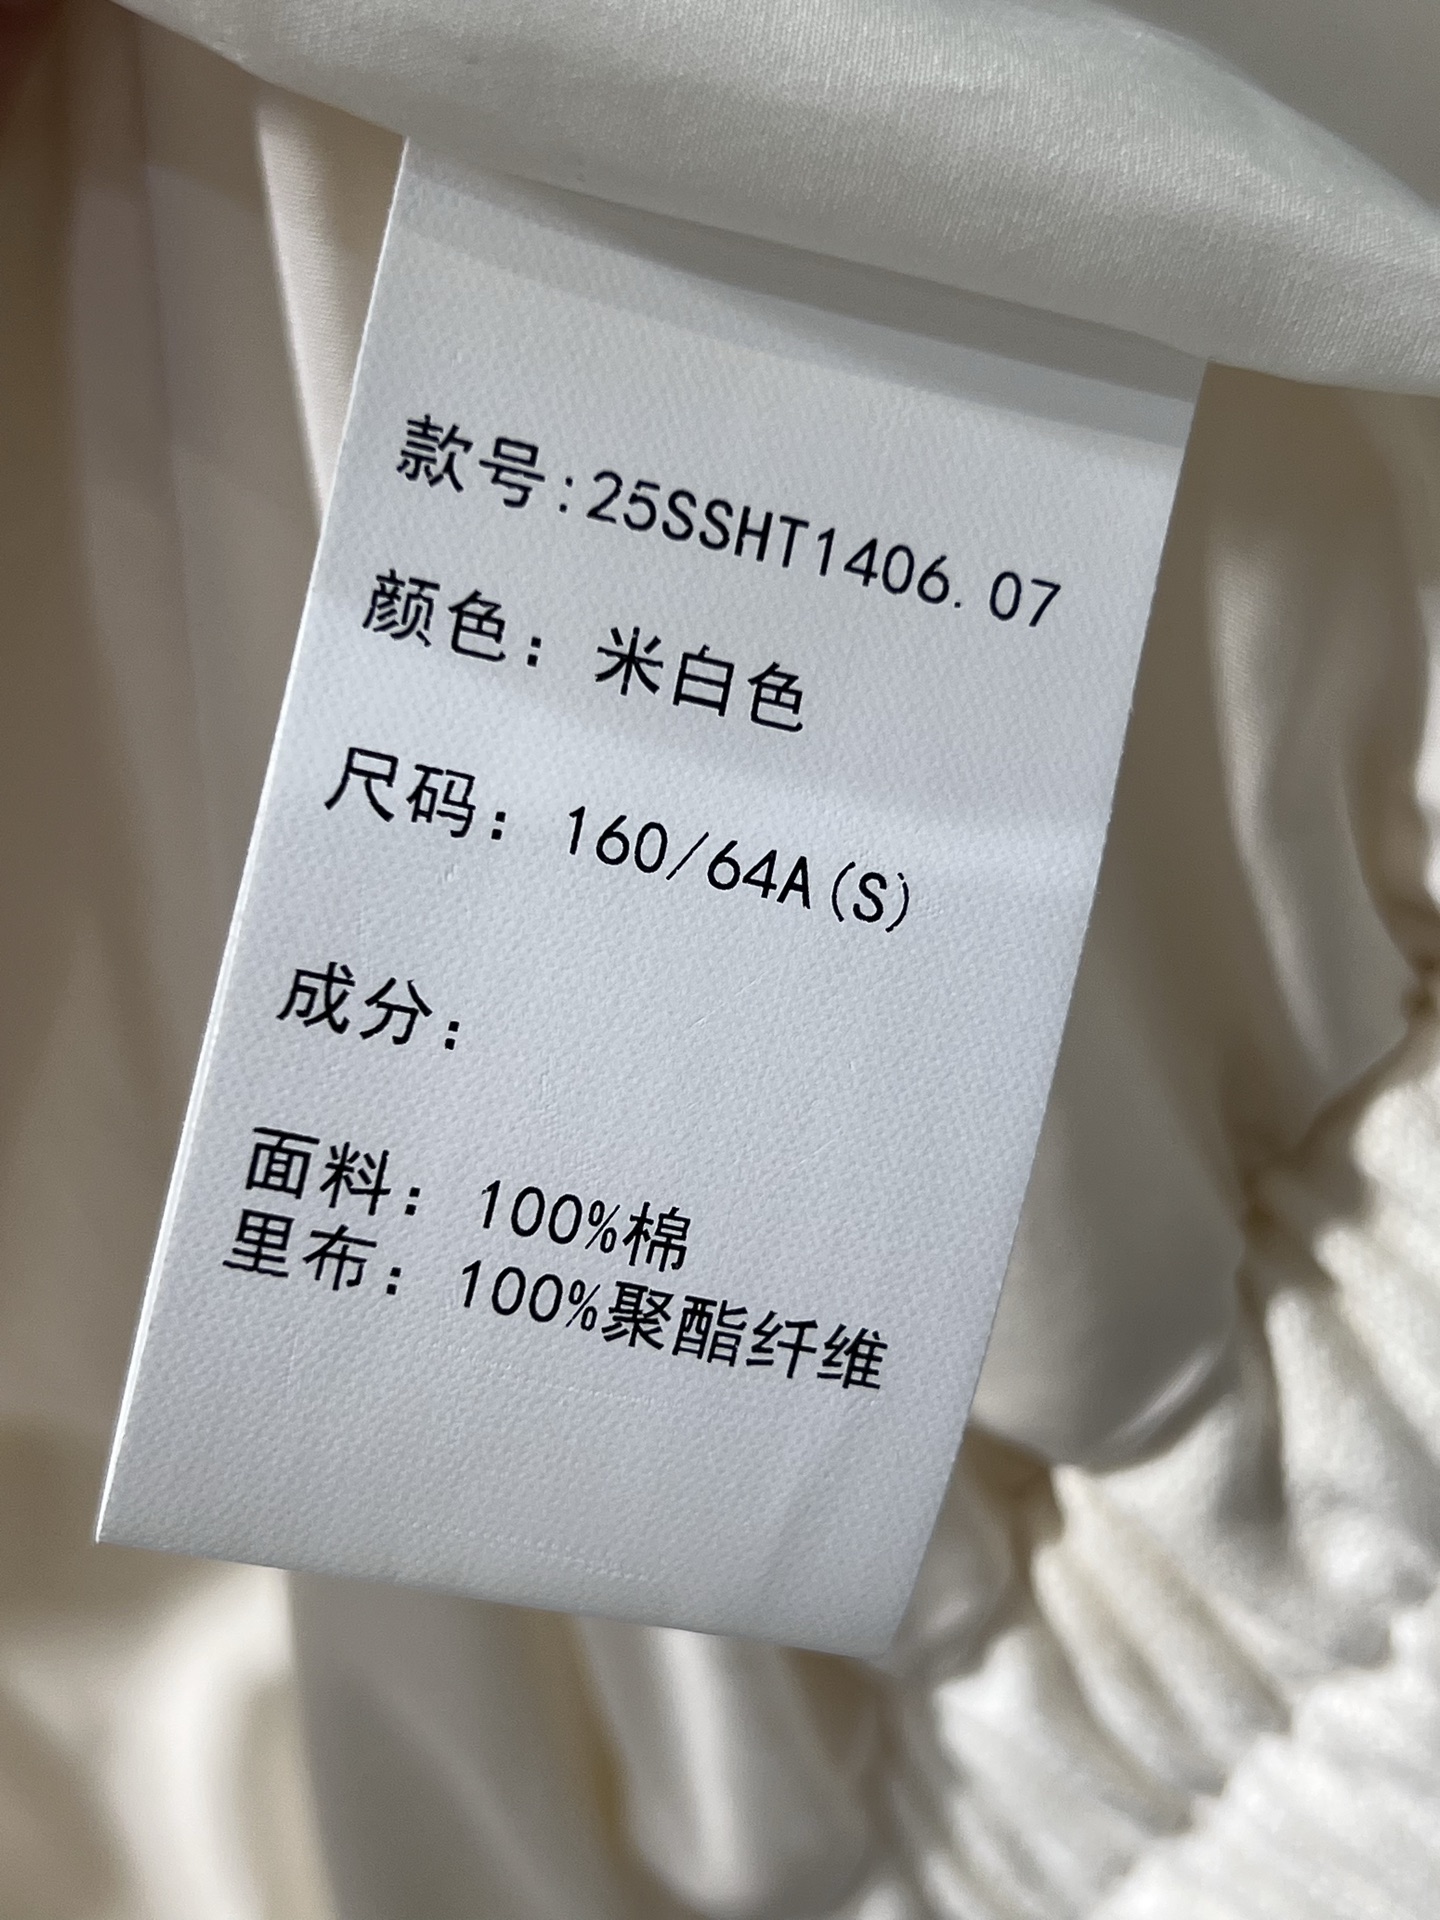 款号:25SSHT1406.07
颜色：米白色
尺码：160/64A(S)
成分：
面料：100%棉
里布：100%聚酯纤维